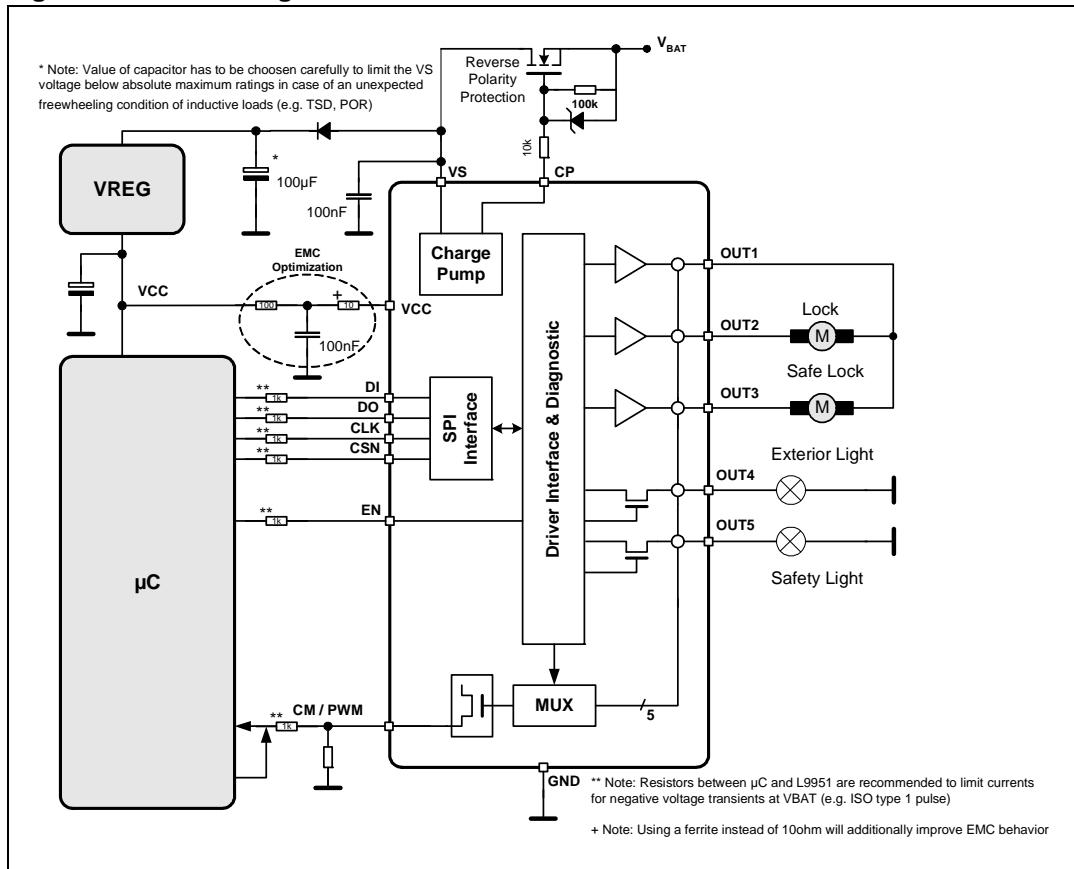 V BAT
Reverse
Polarity
Protection
* Note: Value of capacitor has to be choosen carefully to limit the VS
voltage below absolute maximum ratings in case of an unexpected
freewheeling condition of inductive loads (e.g. TSD, POR)
100k
10k
*
100µF
VS
CP
VREG
100nF
Charge
Pump
EMC
Optimization
VCC
100
+
10
VCC
100nF
OUT1
Lock
OUT2
M
Safe Lock
OUT3
M
Driver Interface & Diagnostic
SPI
Interface
** 1k DI
** 1k DO
** 1k CLK
** 1k CSN
** 1k EN
Exterior Light
OUT4
OUT5
Safety Light
µC
** 1k CM / PWM
MUX
5
GND
** Note: Resistors between µC and L9951 are recommended to limit currents
for negative voltage transients at VBAT (e.g. ISO type 1 pulse)
+ Note: Using a ferrite instead of 10ohm will additionally improve EMC behavior